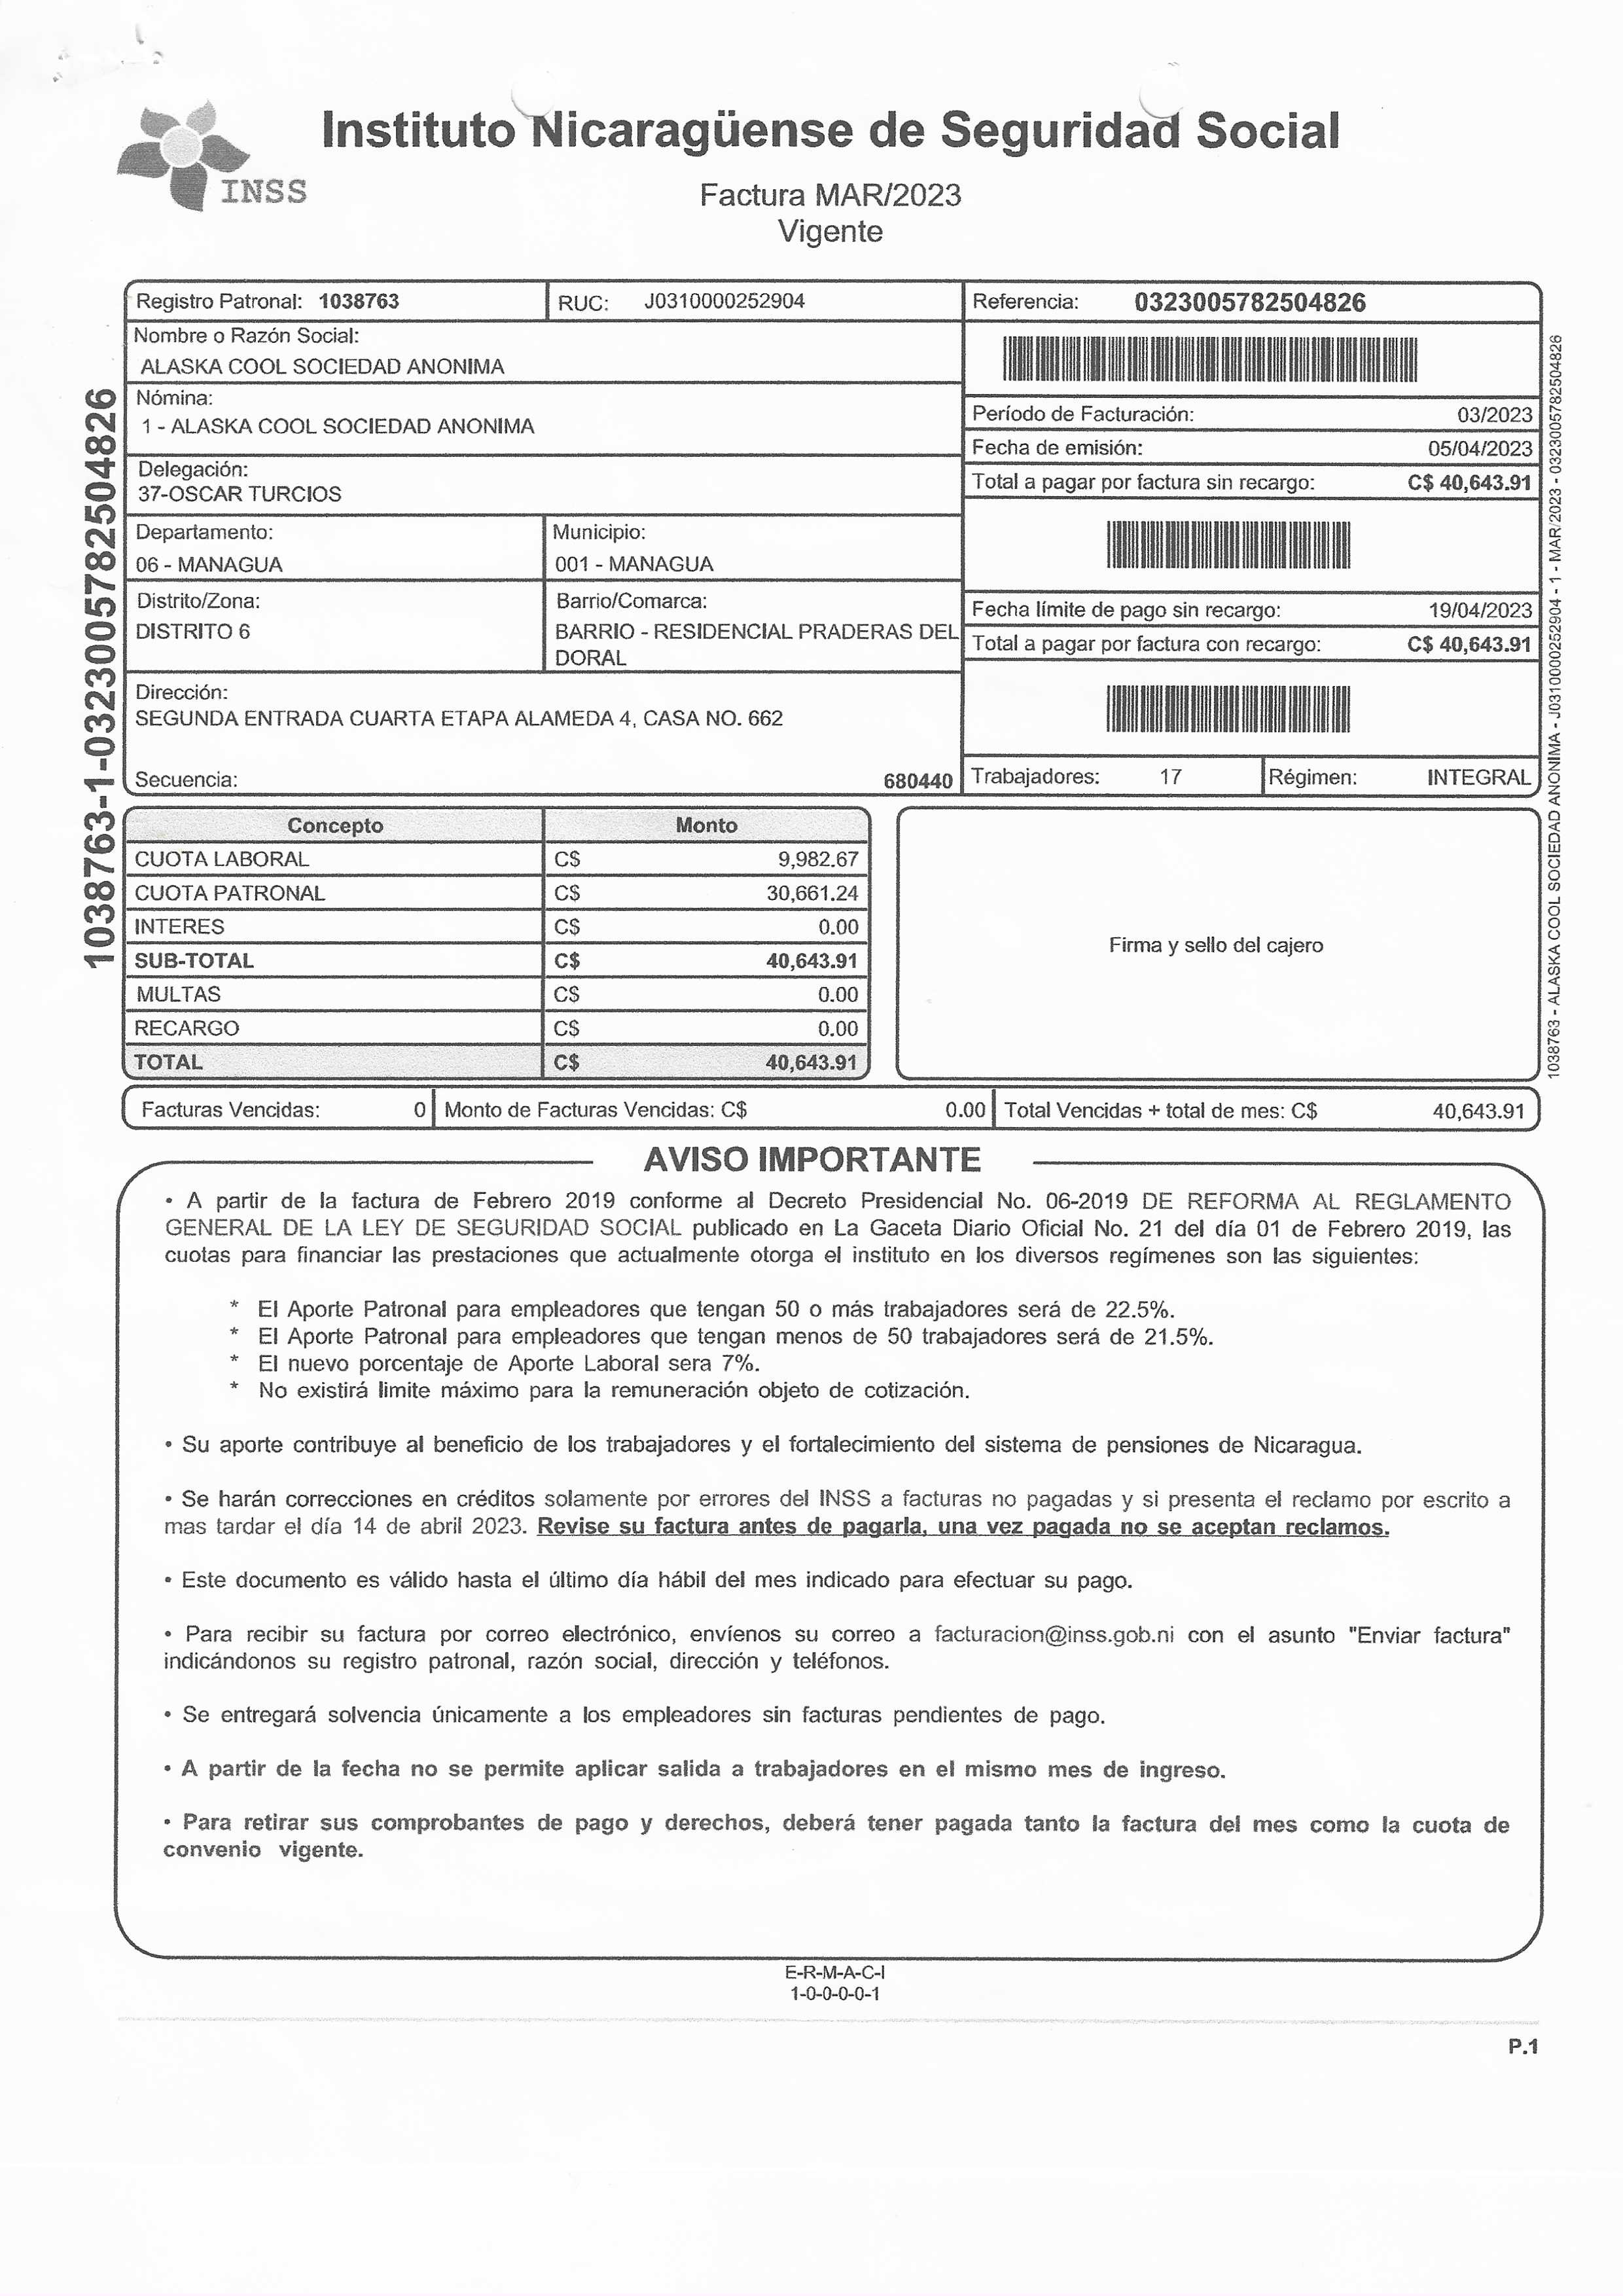 Instituto Nicaragüense de Seguridad Social
INSS
Factura MAR/2023
Vigente
Registro Patronal: 1038763
RUC: J0310000252904
Referencia: 0323005782504826
Nombre o Razón Social:
ALASKA COOL SOCIEDAD ANONIMA
Nómina:
1 - ALASKA COOL SOCIEDAD ANONIMA
Período de Facturación: 03/2023
Fecha de emisión: 05/04/2023
Delegación:
37-OSCAR TURCIOS
Total a pagar por factura sin recargo: C$ 40,643.91
Departamento:
06 - MANAGUA
Municipio:
001 - MANAGUA
Distrito/Zona:
DISTRITO 6
Barrio/Comarca:
BARRIO - RESIDENCIAL PRADERAS DEL
DORAL
Fecha límite de pago sin recargo: 19/04/2023
Total a pagar por factura con recargo: C$ 40,643.91
Dirección:
SEGUNDA ENTRADA CUARTA ETAPA ALAMEDA 4, CASA NO. 662
Secuencia: 680440
Trabajadores: 17
Régimen: INTEGRAL
1038763-1-0323005782504826
1038763 - ALASKA COOL SOCIEDAD ANONIMA - J0310000252904 - 1 - MAR/2023 - 0323005782504826
Concepto Monto
CUOTA LABORAL C$ 9,982.67
CUOTA PATRONAL C$ 30,661.24
INTERES C$ 0.00
SUB-TOTAL C$ 40,643.91
MULTAS C$ 0.00
RECARGO C$ 0.00
TOTAL C$ 40,643.91
Firma y sello del cajero
Facturas Vencidas: 0 Monto de Facturas Vencidas: C$ 0.00 Total Vencidas + total de mes: C$ 40,643.91
AVISO IMPORTANTE
• A partir de la factura de Febrero 2019 conforme al Decreto Presidencial No. 06-2019 DE REFORMA AL REGLAMENTO
GENERAL DE LA LEY DE SEGURIDAD SOCIAL publicado en La Gaceta Diario Oficial No. 21 del día 01 de Febrero 2019, las
cuotas para financiar las prestaciones que actualmente otorga el instituto en los diversos regímenes son las siguientes:
* El Aporte Patronal para empleadores que tengan 50 o más trabajadores será de 22.5%.
* El Aporte Patronal para empleadores que tengan menos de 50 trabajadores será de 21.5%.
* El nuevo porcentaje de Aporte Laboral sera 7%.
* No existirá limite máximo para la remuneración objeto de cotización.
• Su aporte contribuye al beneficio de los trabajadores y el fortalecimiento del sistema de pensiones de Nicaragua.
• Se harán correcciones en créditos solamente por errores del INSS a facturas no pagadas y si presenta el reclamo por escrito a
mas tardar el día 14 de abril 2023. Revise su factura antes de pagarla, una vez pagada no se aceptan reclamos.
• Este documento es válido hasta el último día hábil del mes indicado para efectuar su pago.
• Para recibir su factura por correo electrónico, envíenos su correo a facturacion@inss.gob.ni con el asunto "Enviar factura"
indicándonos su registro patronal, razón social, dirección y teléfonos.
• Se entregará solvencia únicamente a los empleadores sin facturas pendientes de pago.
• A partir de la fecha no se permite aplicar salida a trabajadores en el mismo mes de ingreso.
• Para retirar sus comprobantes de pago y derechos, deberá tener pagada tanto la factura del mes como la cuota de
convenio vigente.
E-R-M-A-C-I
1-0-0-0-0-1
P.1